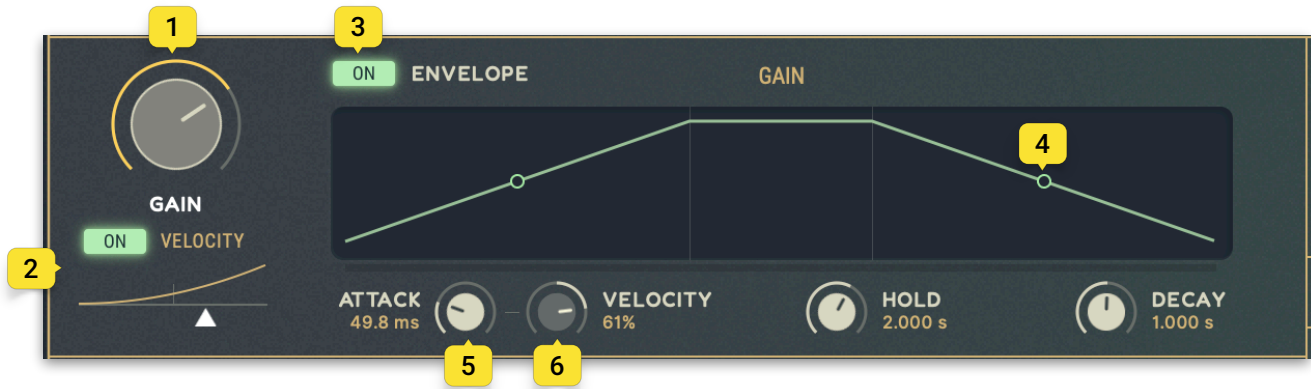 1
3
ON ENVELOPE
GAIN
4
GAIN
ON VELOCITY
2
ATTACK
49.8 ms
VELOCITY
61%
HOLD
2.000 s
DECAY
1.000 s
5
6